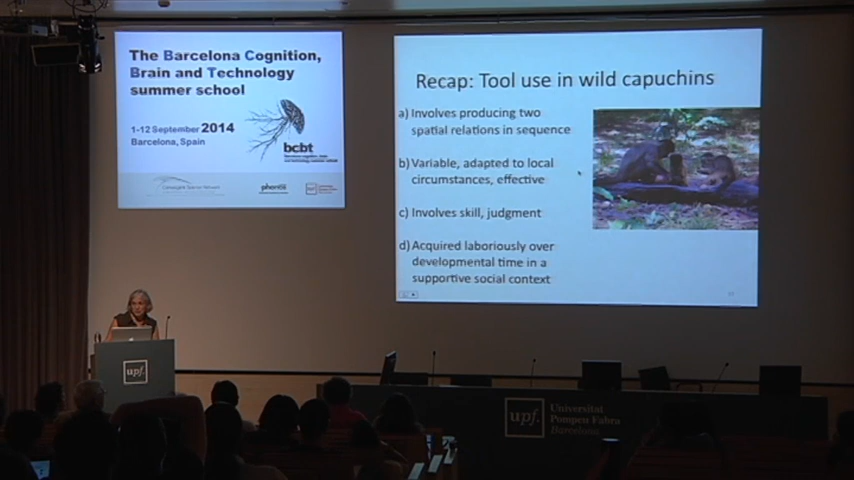 The Barcelona Cognition,
Brain and Technology
summer school
1-12 September 2014
Barcelona, Spain
bcbt
Recap: Tool use in wild capuchins
a) Involves producing two
spatial relations in sequence
b) Variable, adapted to local
circumstances, effective
c) Involves skill, judgment
d) Acquired laboriously over
developmental time in a
supportive social context
upf.
upf.
Universitat
Pompeu Fabra
Barcelona